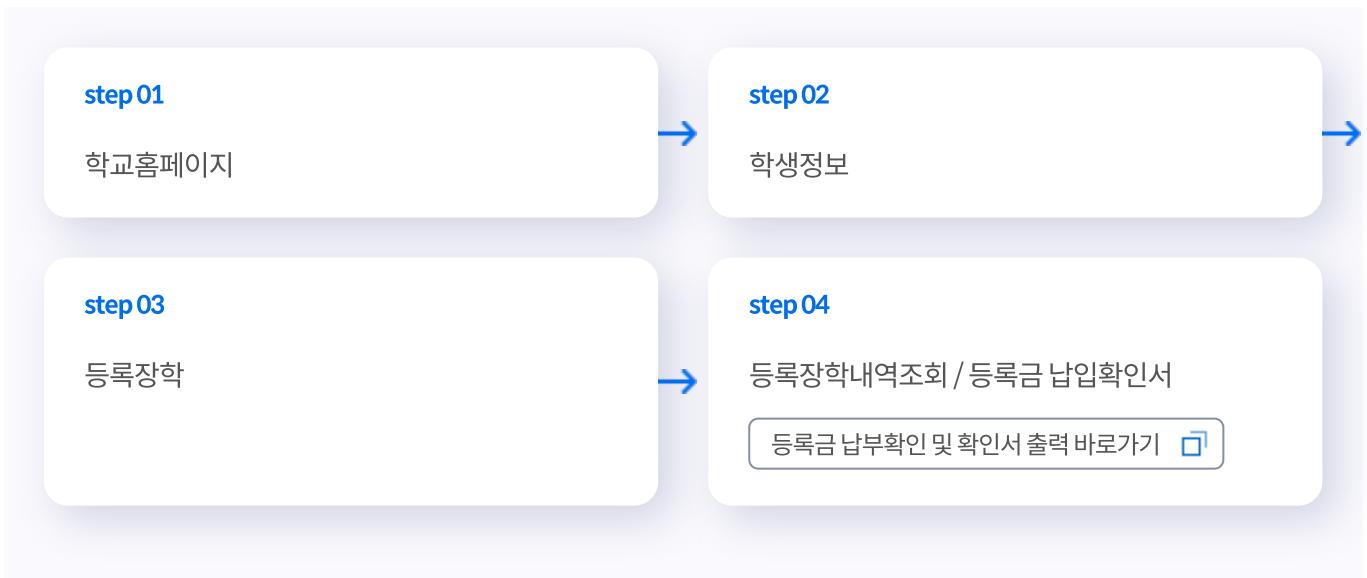 step 01
학교홈페이지
step 02
학생정보
step 03
등록장학
step 04
등록장학내역조회 / 등록금 납입확인서
등록금 납부확인 및 확인서 출력 바로가기